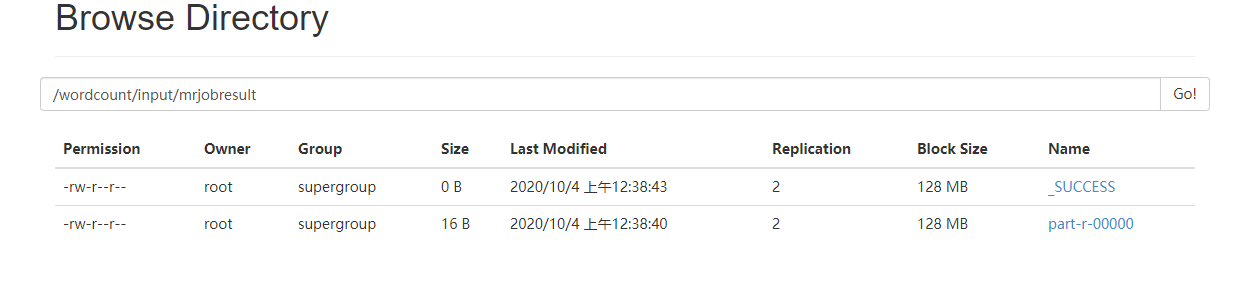 Browse Directory
/wordcount/input/mrjobresult Go!
Permission Owner Group Size Last Modified Replication Block Size Name
-rw-r--r-- root supergroup 0 B 2020/10/4 上午12:38:43 2 128 MB _SUCCESS
-rw-r--r-- root supergroup 16 B 2020/10/4 上午12:38:40 2 128 MB part-r-00000